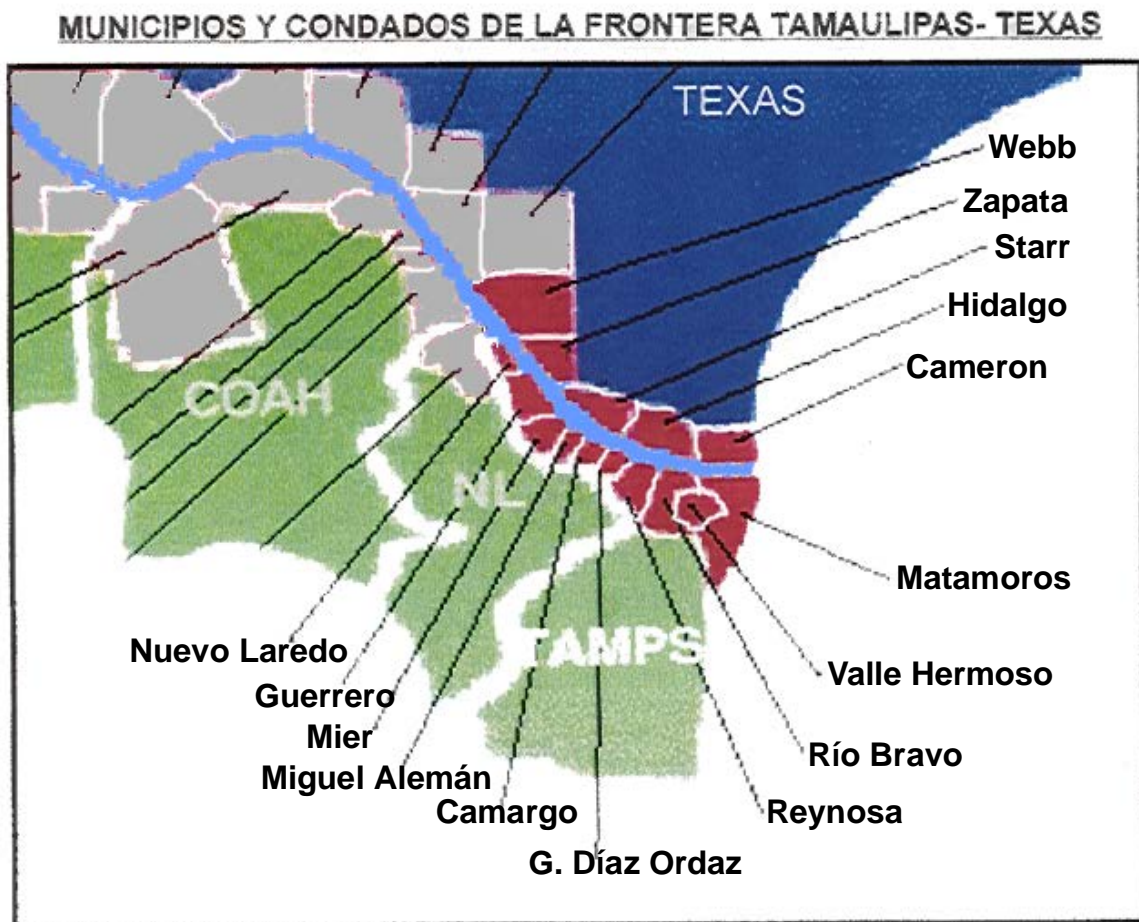 MUNICIPIOS Y CONDADOS DE LA FRONTERA TAMAULIPAS- TEXAS
TEXAS
Webb
Zapata
Starr
Hidalgo
Cameron
COAH
NL
TAMPS
Matamoros
Nuevo Laredo
Valle Hermoso
Guerrero
Mier
Río Bravo
Miguel Alemán
Camargo
Reynosa
G. Díaz Ordaz